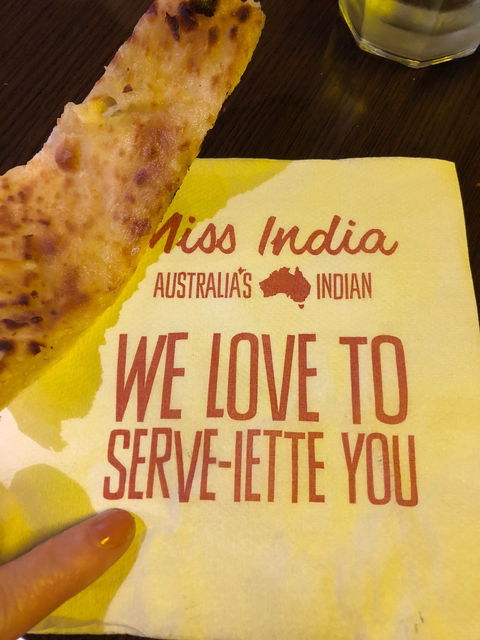 Miss India
AUSTRALIA'S INDIAN
WE LOVE TO
SERVE-IETTE YOU